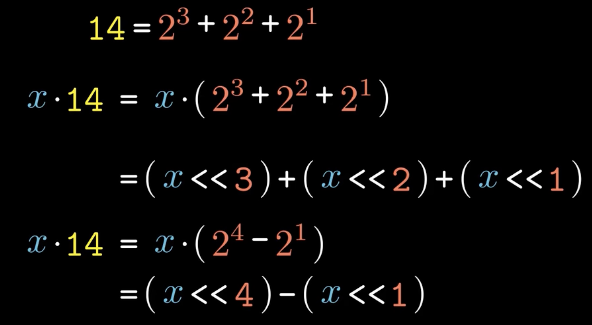 14 = 2³ + 2² + 2¹
x · 14 = x · ( 2³ + 2² + 2¹ )
= ( x << 3 ) + ( x << 2 ) + ( x << 1 )
x · 14 = x · ( 2⁴ - 2¹ )
= ( x << 4 ) - ( x << 1 )